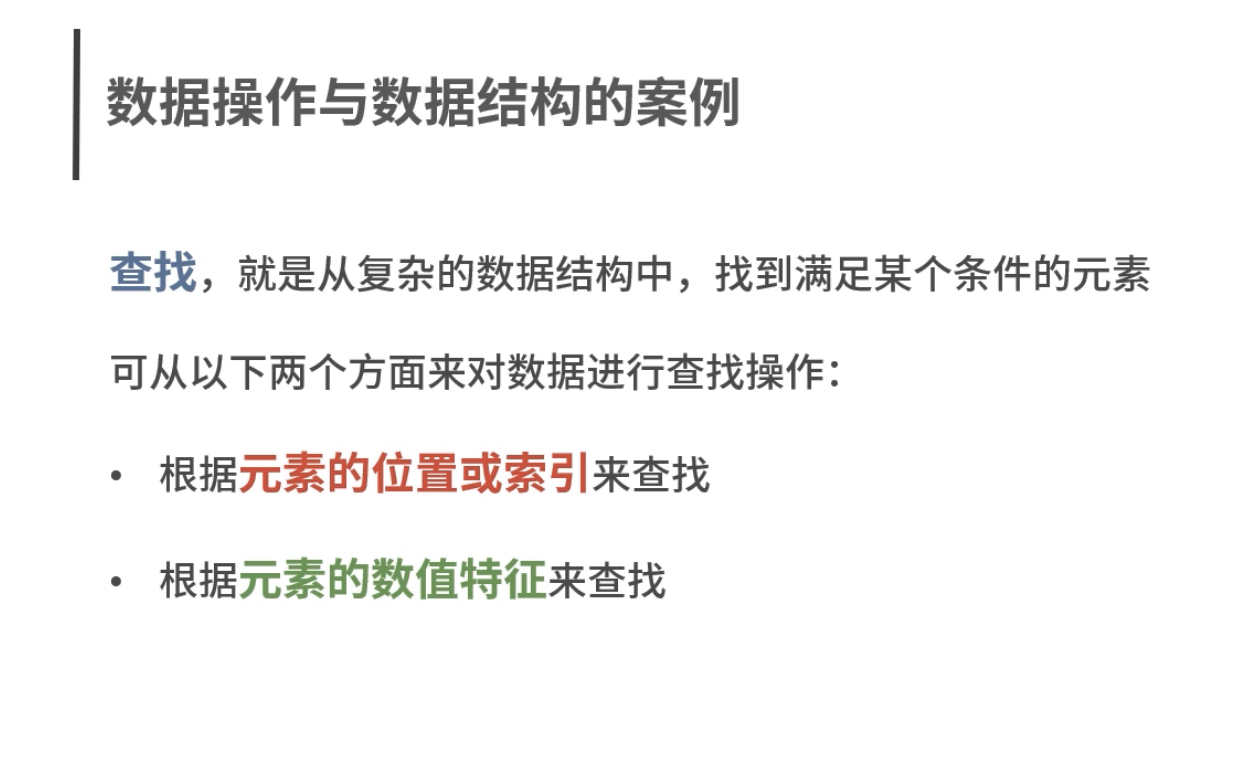 数据操作与数据结构的案例
查找，就是从复杂的数据结构中，找到满足某个条件的元素
可从以下两个方面来对数据进行查找操作：
• 根据元素的位置或索引来查找
• 根据元素的数值特征来查找